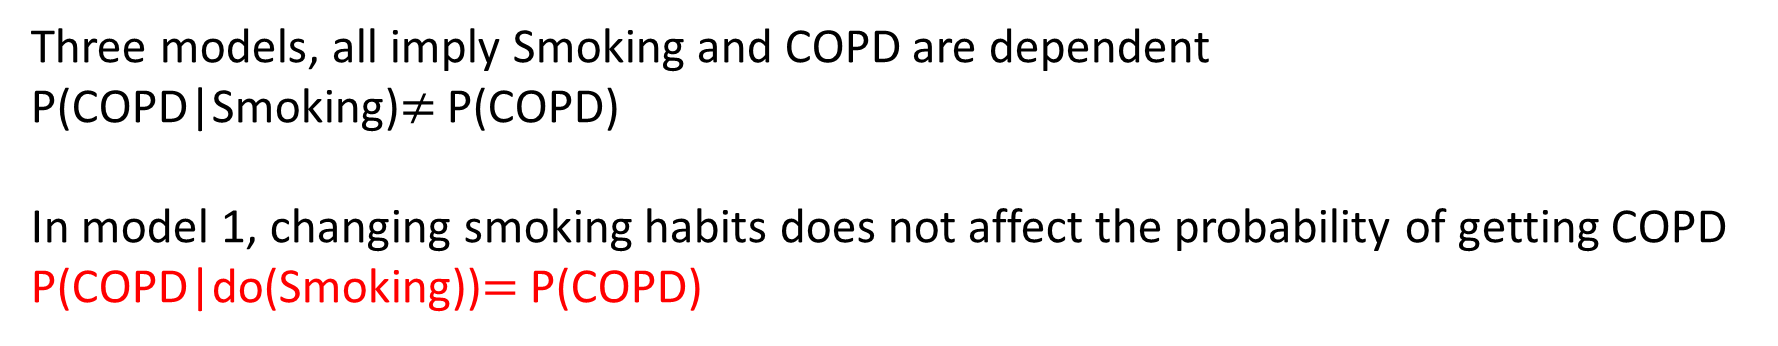 Three models, all imply Smoking and COPD are dependent
P(COPD|Smoking)≠ P(COPD)
In model 1, changing smoking habits does not affect the probability of getting COPD
P(COPD|do(Smoking))= P(COPD)